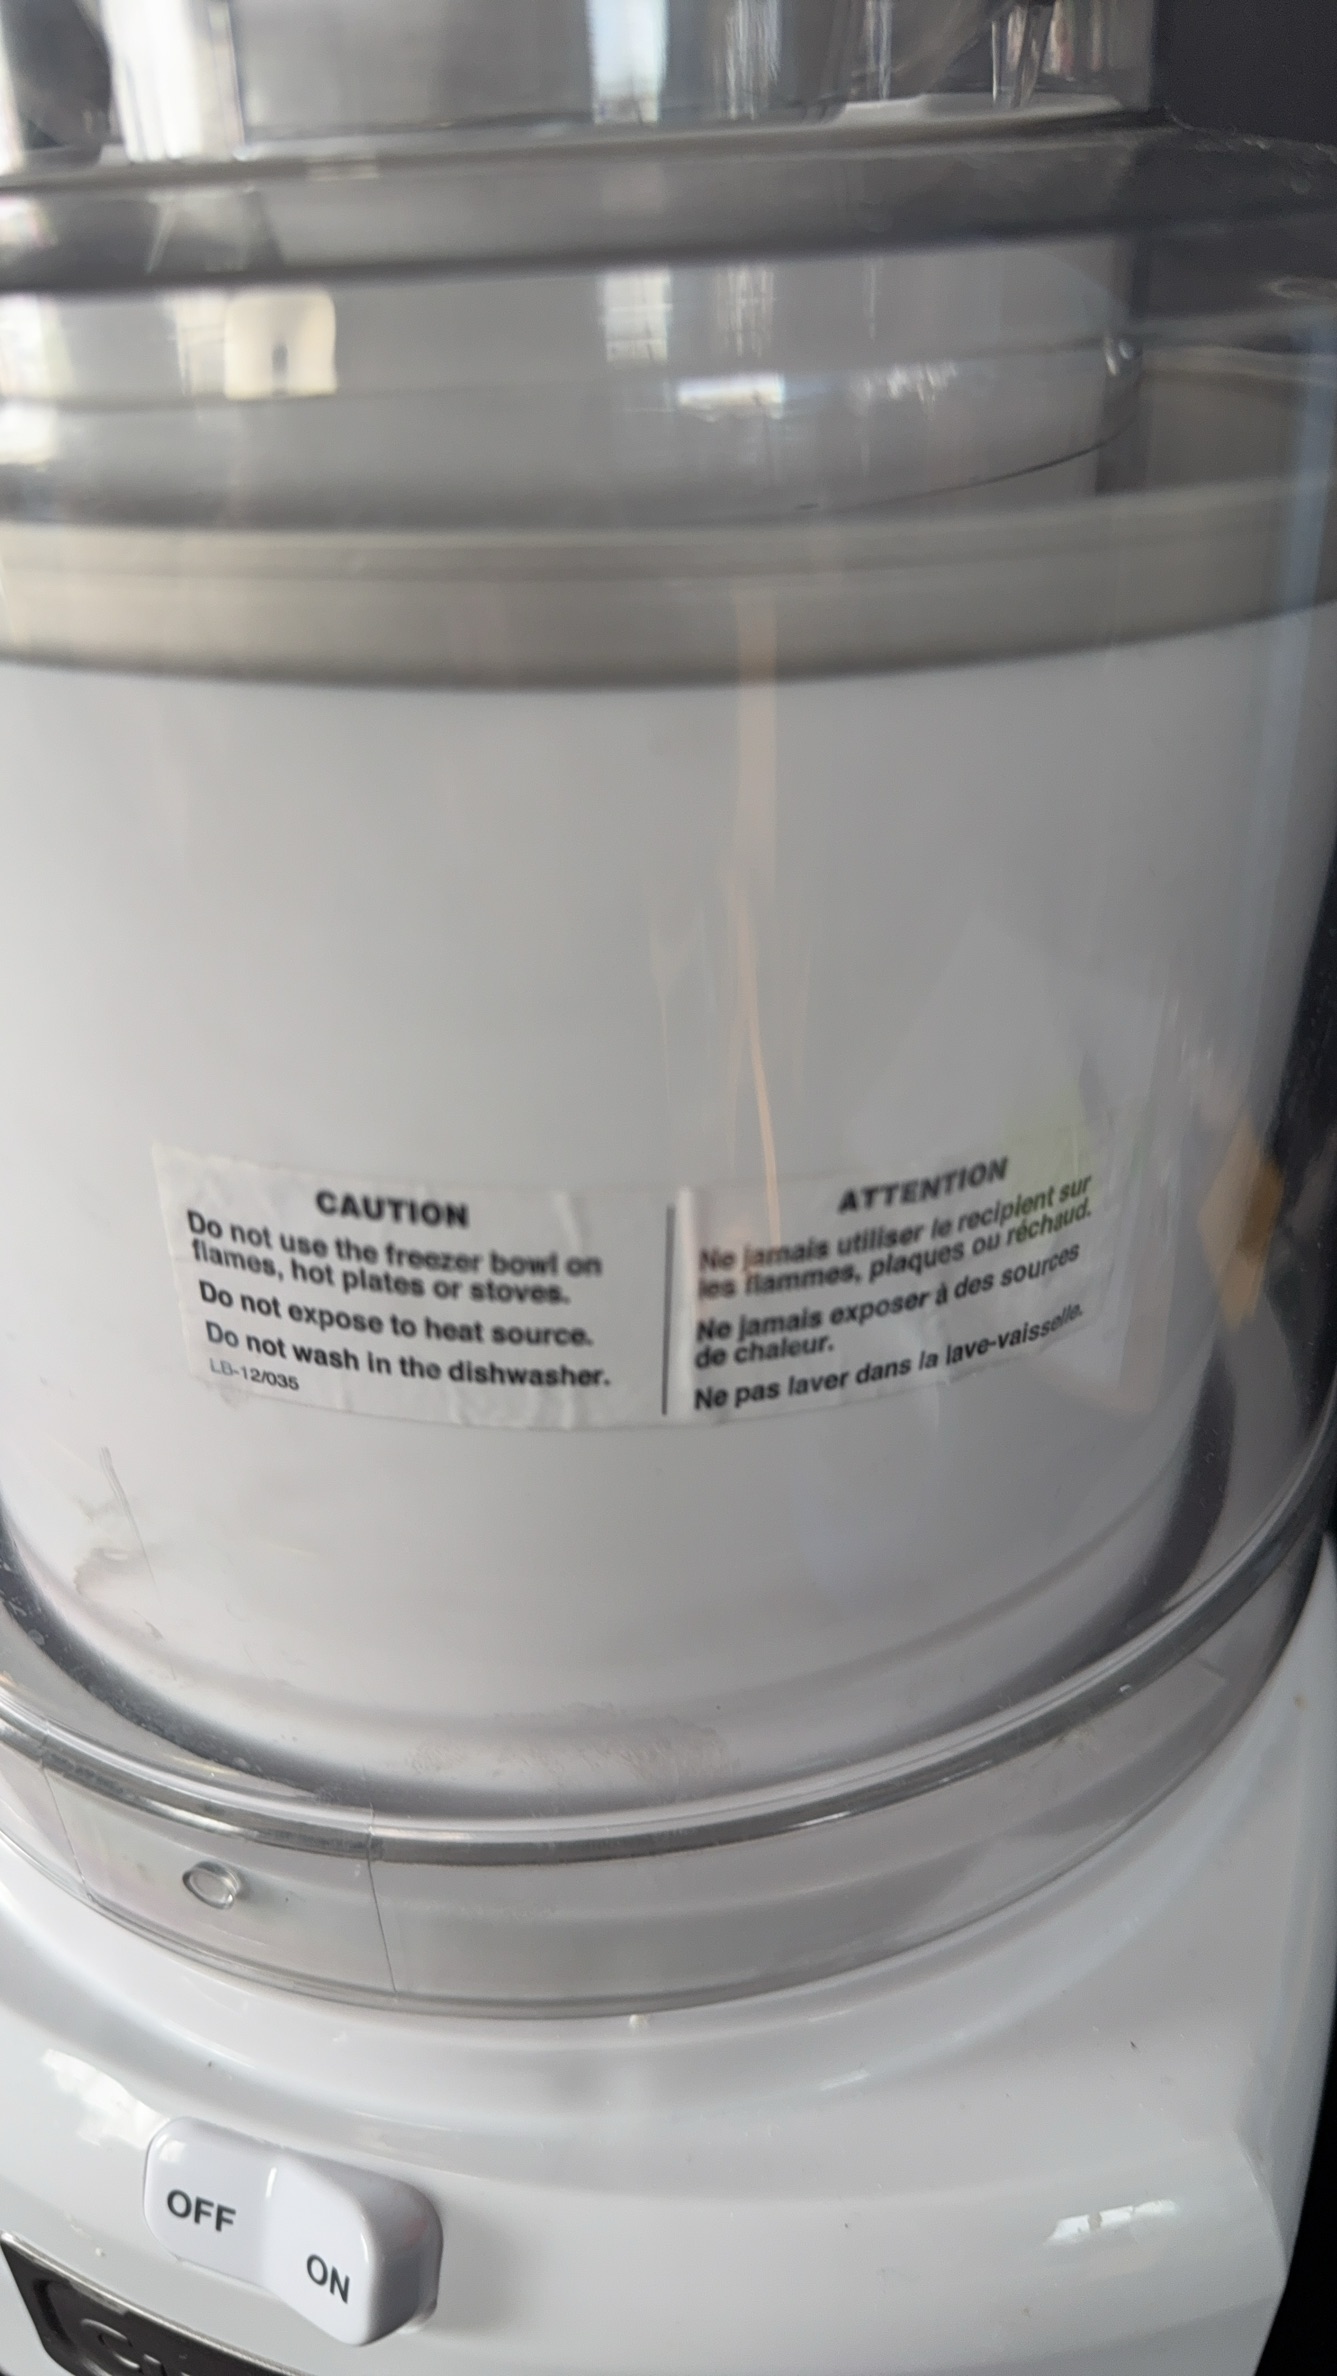 CAUTION
Do not use the freezer bowl on
flames, hot plates or stoves.
Do not expose to heat source.
Do not wash in the dishwasher.
LB-12/035
ATTENTION
Ne jamais utiliser le recipient sur
les flammes, plaques ou réchaud.
Ne jamais exposer à des sources
de chaleur.
Ne pas laver dans la lave-vaisselle.
OFF
ON